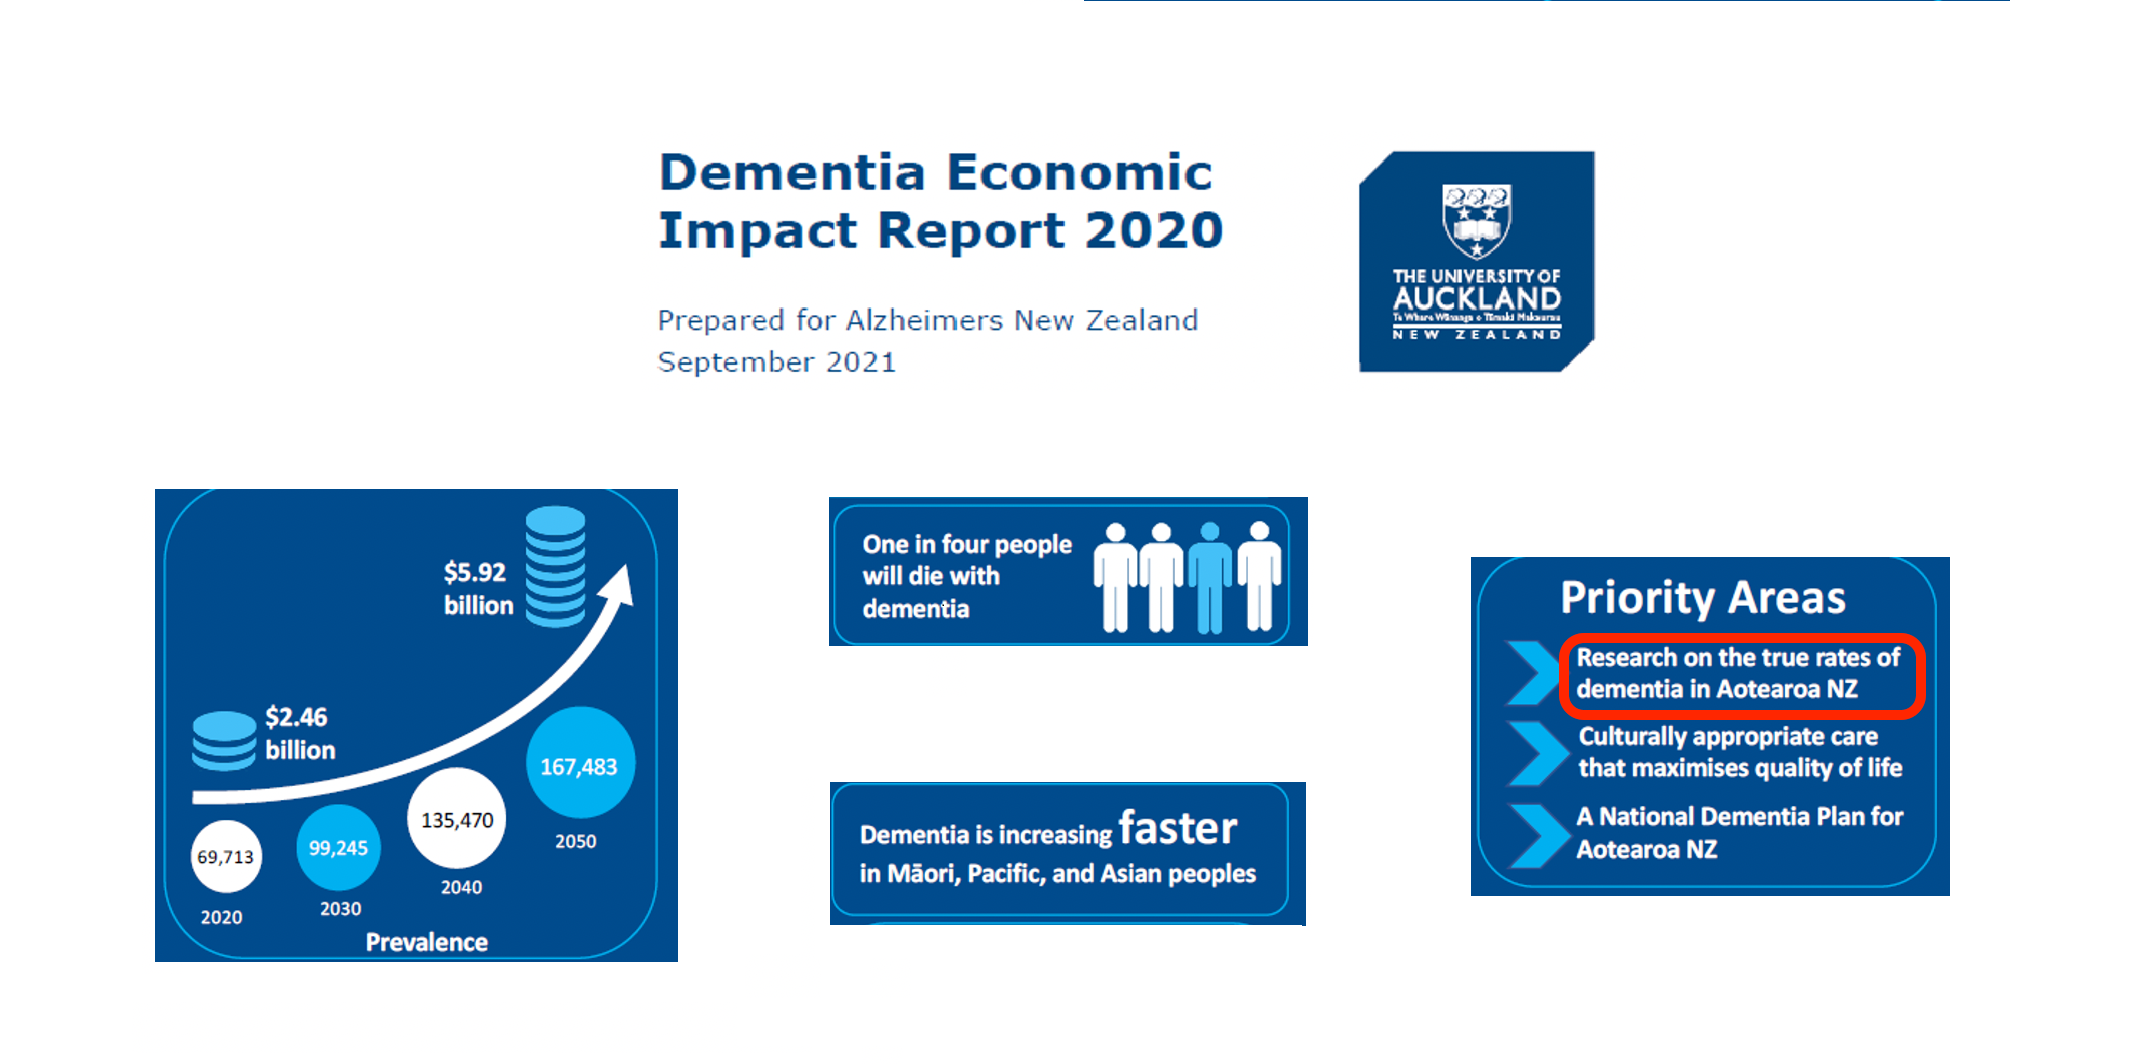 Dementia Economic
Impact Report 2020
Prepared for Alzheimers New Zealand
September 2021
THE UNIVERSITY OF
AUCKLAND
Te Whare Wānanga o Tāmaki Makaurau
NEW ZEALAND
$5.92
billion
$2.46
billion
69,713
99,245
135,470
167,483
2020
2030
2040
2050
Prevalence
One in four people
will die with
dementia
Dementia is increasing faster
in Māori, Pacific, and Asian peoples
Priority Areas
Research on the true rates of
dementia in Aotearoa NZ
Culturally appropriate care
that maximises quality of life
A National Dementia Plan for
Aotearoa NZ